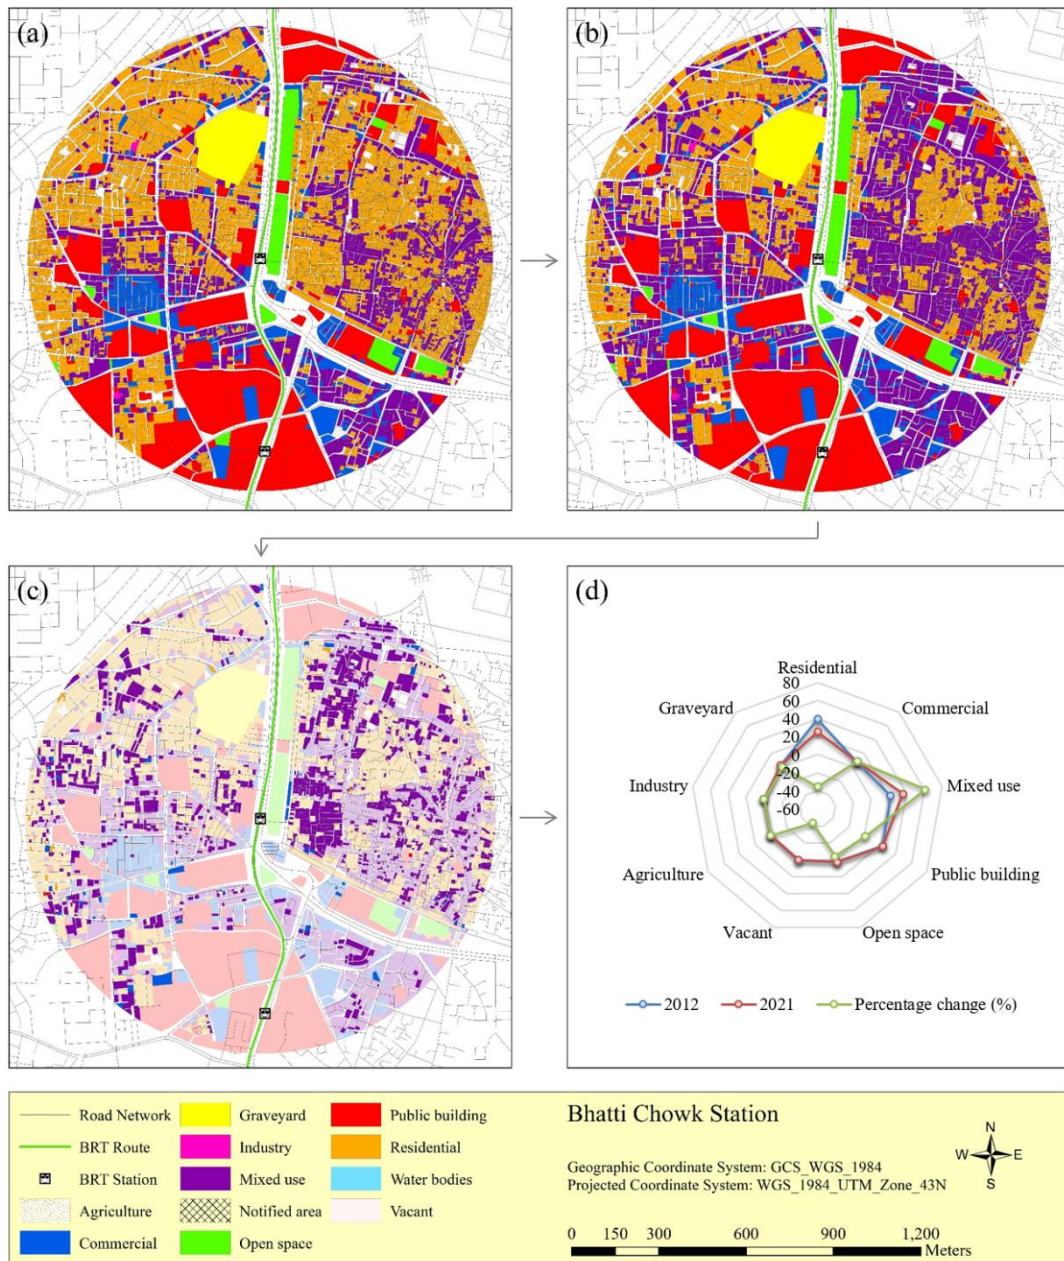 (a)
(b)
(c)
(d)
Residential
80
60
40
20
0
-20
-40
-60
Graveyard
Commercial
Industry
Mixed use
Agriculture
Public building
Vacant
Open space
2012
2021
Percentage change (%)
Road Network
Graveyard
Public building
BRT Route
Industry
Residential
BRT Station
Mixed use
Water bodies
Agriculture
Notified area
Vacant
Commercial
Open space
Bhatti Chowk Station
Geographic Coordinate System: GCS_WGS_1984
Projected Coordinate System: WGS_1984_UTM_Zone_43N
N
W
E
S
0 150 300 600 900 1,200
Meters